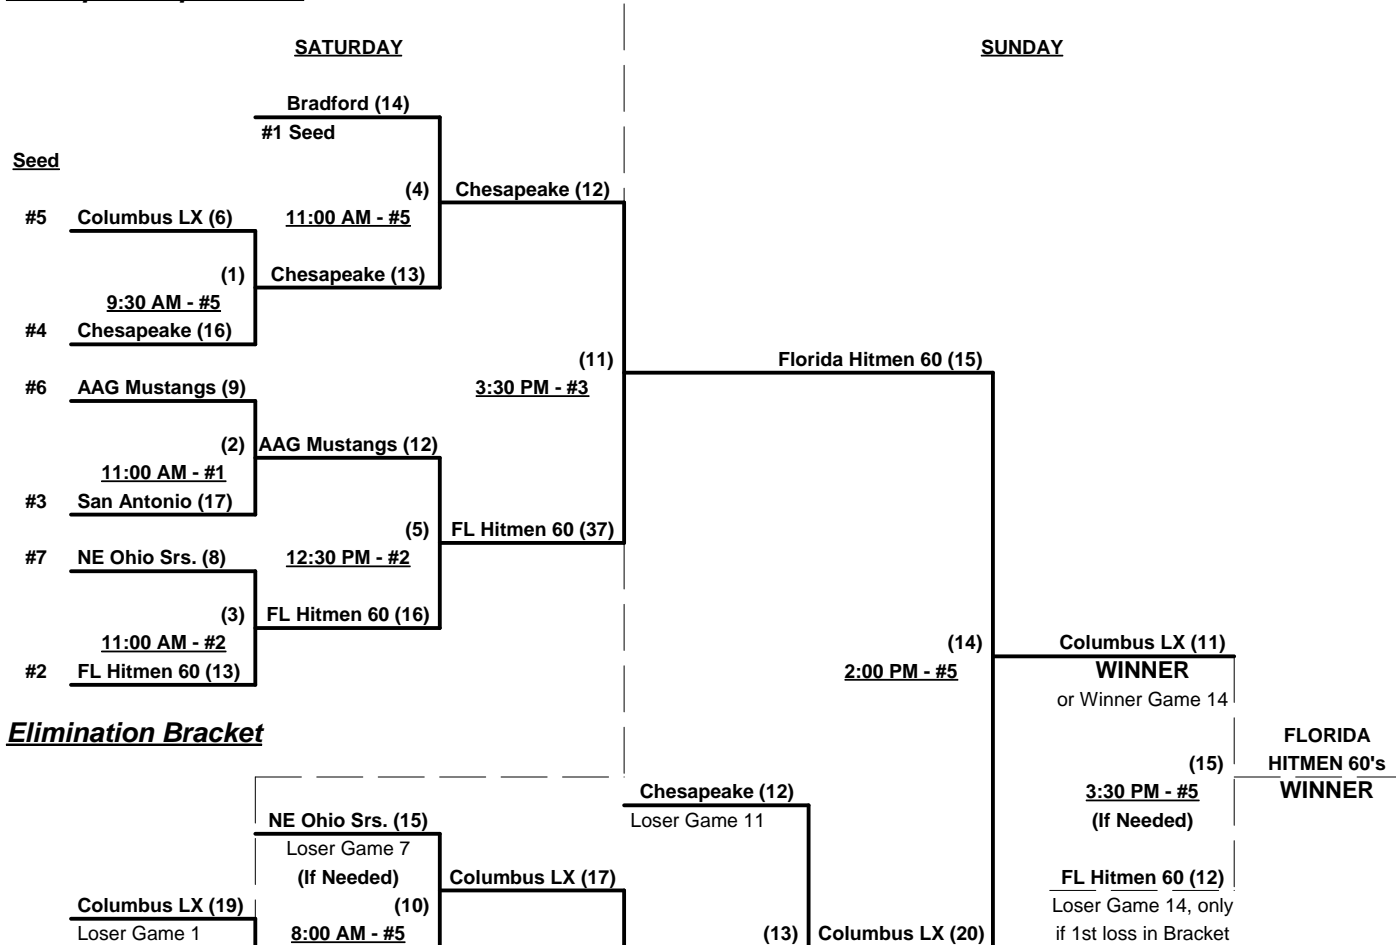 SATURDAY
SUNDAY
Bradford (14)
#1 Seed
Seed
(4)
Chesapeake (12)
#5
Columbus LX (6)
11:00 AM - #5
(1)
Chesapeake (13)
9:30 AM - #5
#4
Chesapeake (16)
(11)
Florida Hitmen 60 (15)
#6
AAG Mustangs (9)
3:30 PM - #3
(2)
AAG Mustangs (12)
11:00 AM - #1
#3
San Antonio (17)
(5)
FL Hitmen 60 (37)
#7
NE Ohio Srs. (8)
12:30 PM - #2
(3)
FL Hitmen 60 (16)
11:00 AM - #2
(14)
Columbus LX (11)
#2
FL Hitmen 60 (13)
2:00 PM - #5
WINNER
or Winner Game 14
Elimination Bracket
FLORIDA
(15)
HITMEN 60's
Chesapeake (12)
3:30 PM - #5
WINNER
Loser Game 11
(If Needed)
NE Ohio Srs. (15)
Loser Game 7
(If Needed)
Columbus LX (17)
FL Hitmen 60 (12)
Columbus LX (19)
(10)
Loser Game 14, only
Loser Game 1
8:00 AM - #5
(13)
Columbus LX (20)
if 1st loss in Bracket